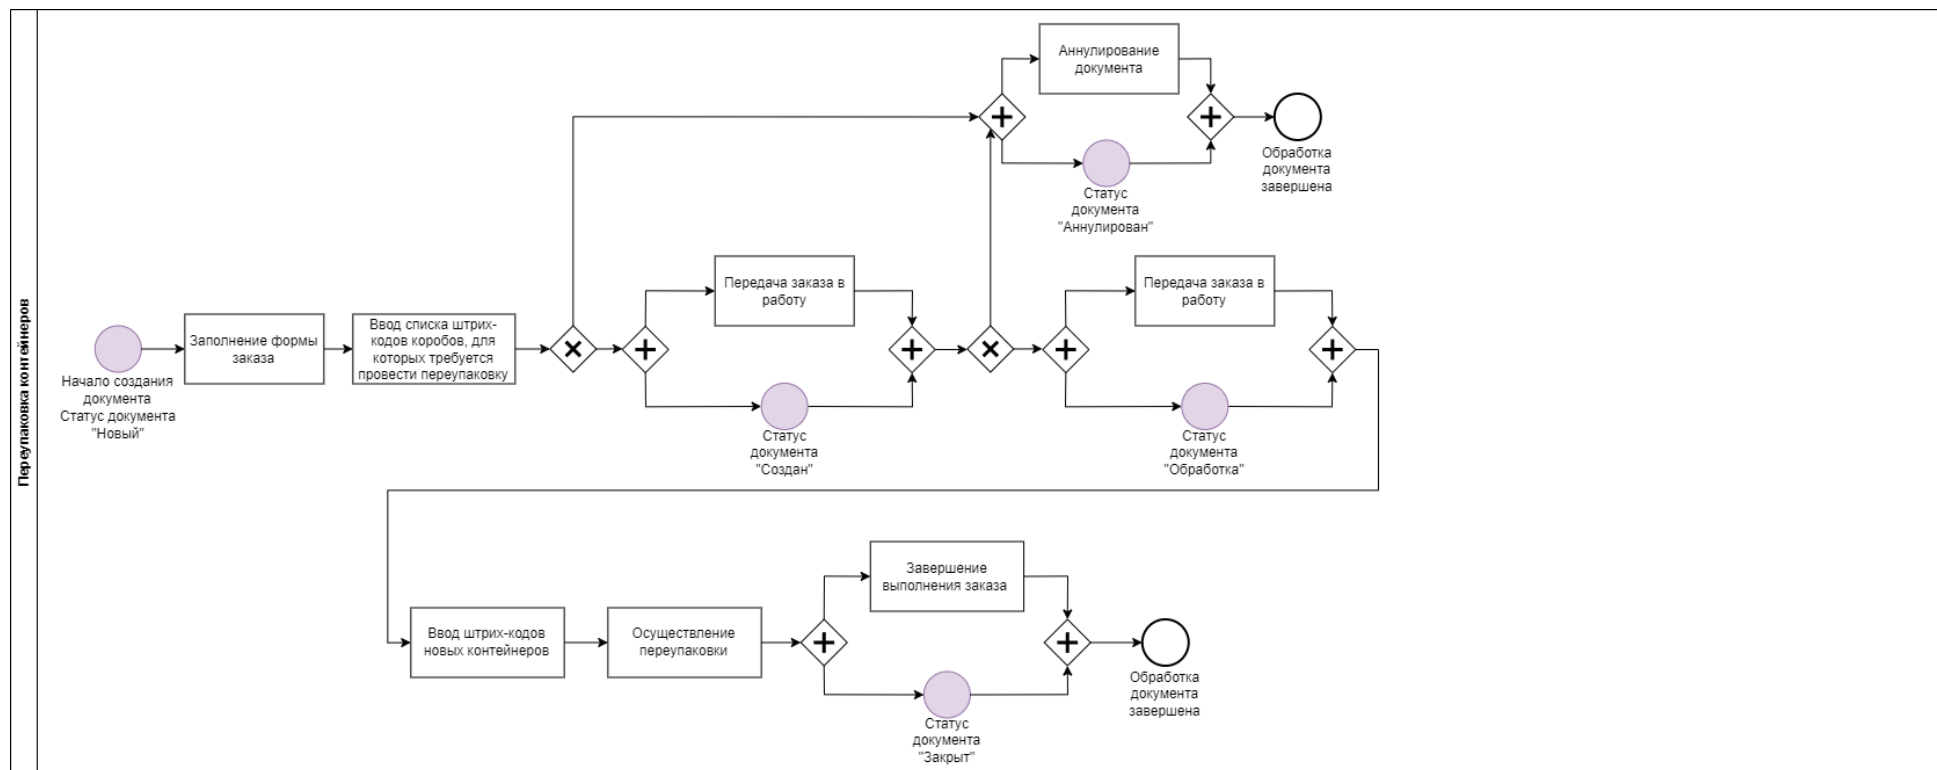 Переупаковка контейнеров
Аннулирование
документа
Обработка
документа
завершена
Статус
документа
"Аннулирован"
Передача заказа в
работу
Передача заказа в
работу
Начало создания
документа
Статус документа
"Новый"
Заполнение формы
заказа
Ввод списка штрих-
кодов коробов, для
которых требуется
провести переупаковку
Статус
документа
"Создан"
Статус
документа
"Обработка"
Завершение
выполнения заказа
Ввод штрих-кодов
новых контейнеров
Осуществление
переупаковки
Обработка
документа
завершена
Статус
документа
"Закрыт"